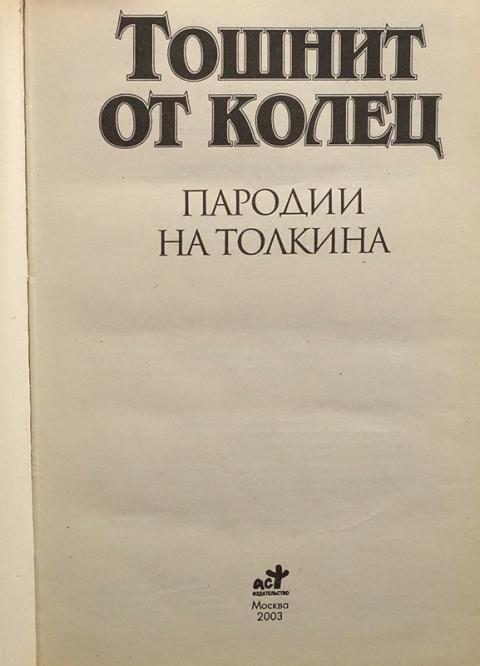 Тошнит
от колец
ПАРОДИИ
НА ТОЛКИНА
аст
ИЗДАТЕЛЬСТВО
Москва
2003